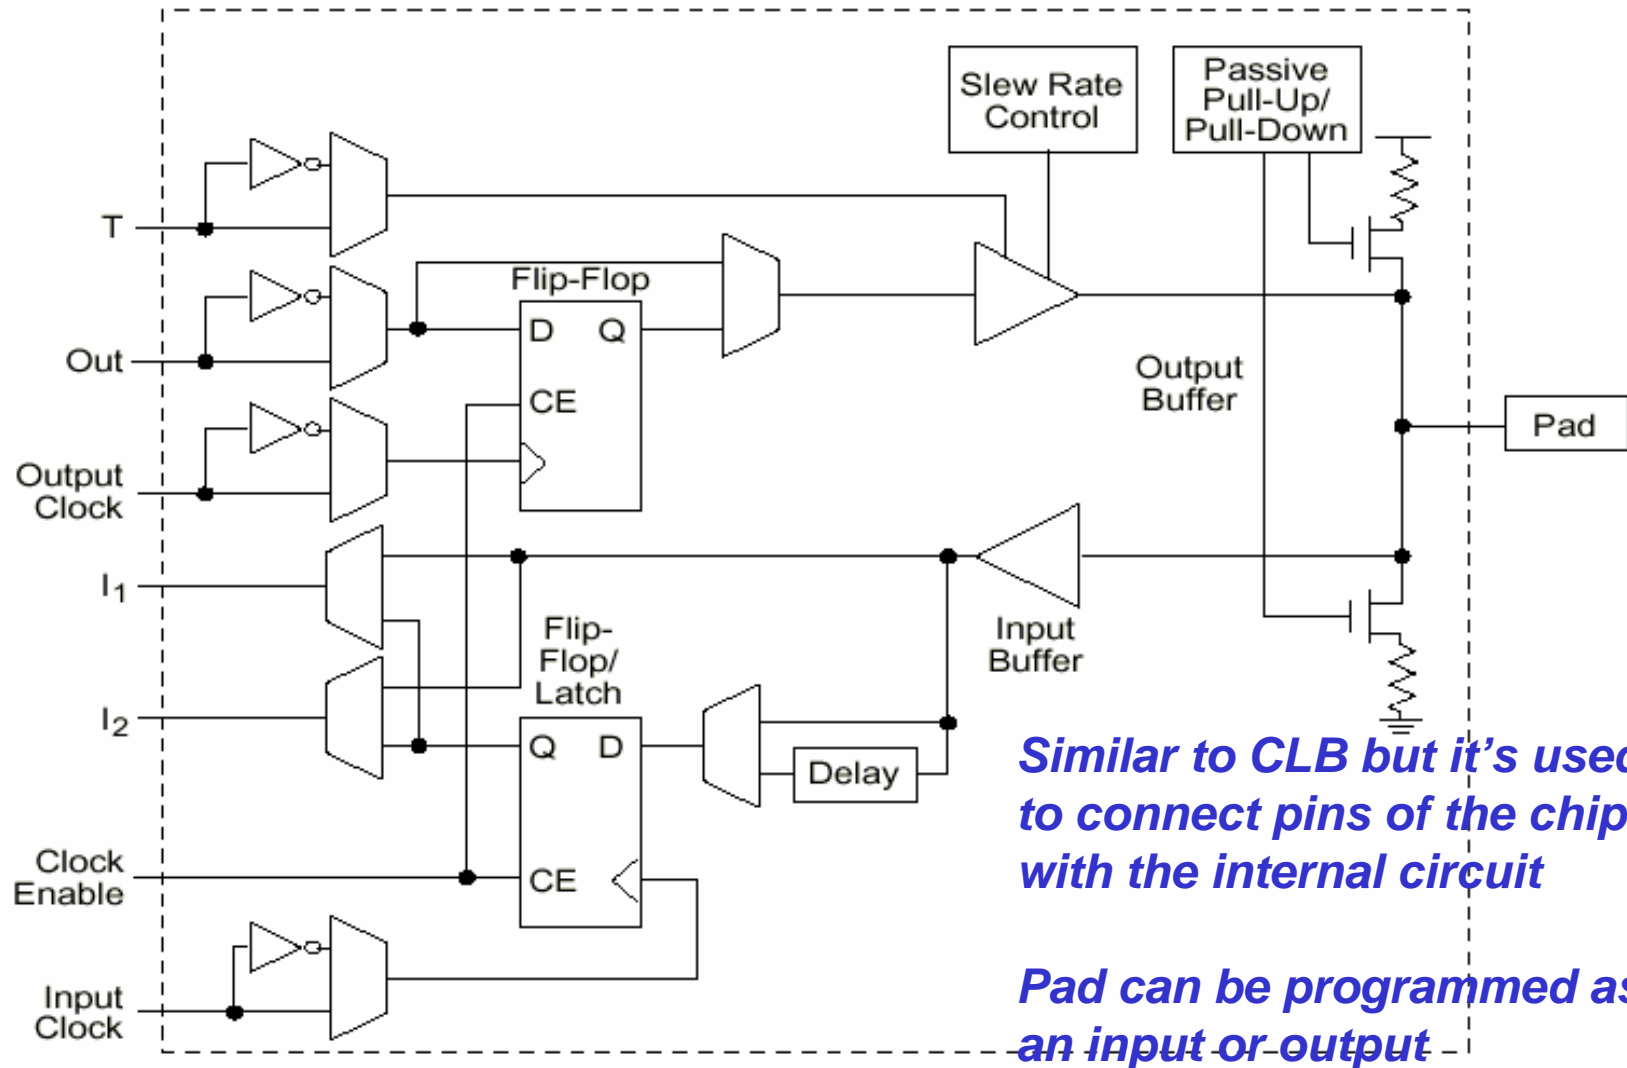 Slew Rate
Control
Passive
Pull-Up/
Pull-Down
T
Flip-Flop
D Q
Out
CE
Output
Buffer
Pad
Output
Clock
I1
Flip-
Flop/
Latch
Input
Buffer
I2
Q D
Delay
Similar to CLB but it’s used
to connect pins of the chip
with the internal circuit
Clock
Enable
CE
Input
Clock
Pad can be programmed as
an input or output